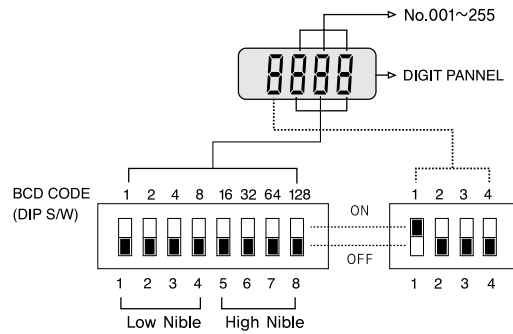 No.001~255
8888
DIGIT PANNEL
BCD CODE 1 2 4 8 16 32 64 128 1 2 3 4
(DIP S/W)
ON
OFF
1 2 3 4 5 6 7 8 1 2 3 4
Low Nible High Nible